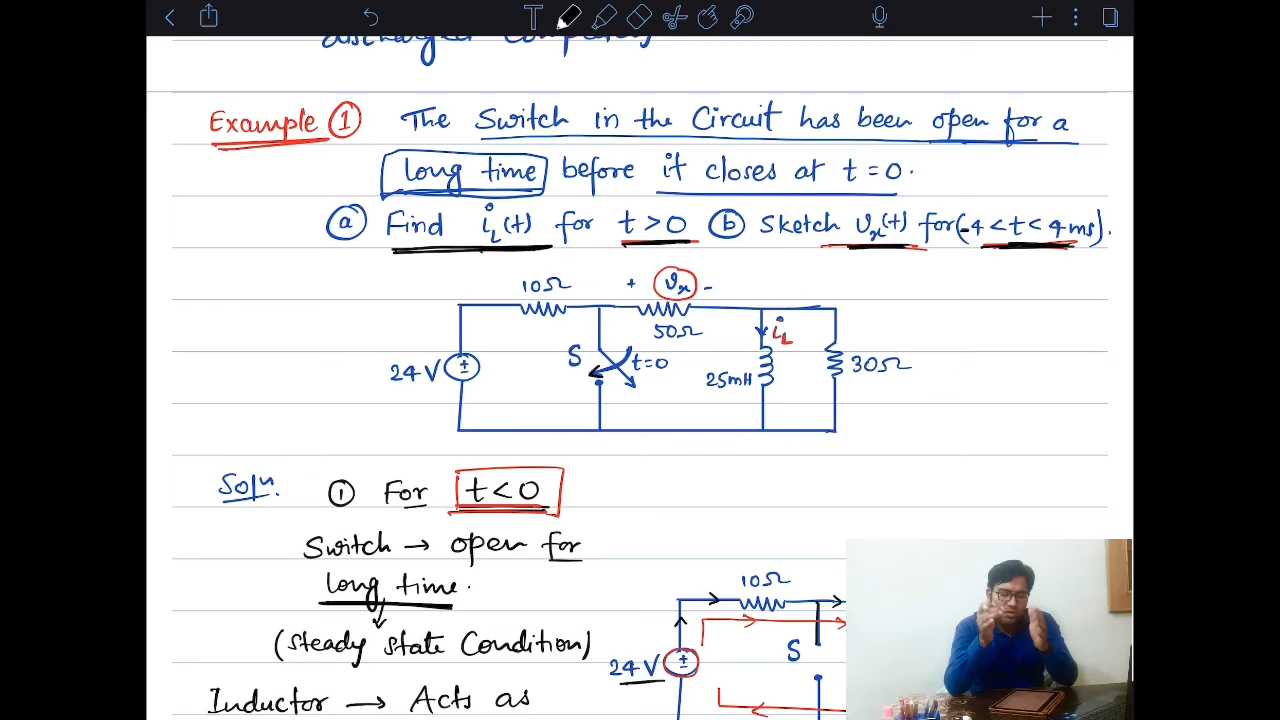 Example 1 The Switch in the Circuit has been open for a
long time before it closes at t = 0.
a Find iL(t) for t > 0 b Sketch vx(t) for (-4 < t < 4 ms).
10Ω + vx -
50Ω
iL
24V S t=0 25mH 30Ω
Soln. 1 For t < 0
Switch → open for
long time.
(Steady state Condition)
Inductor → Acts as
10Ω
S
24V